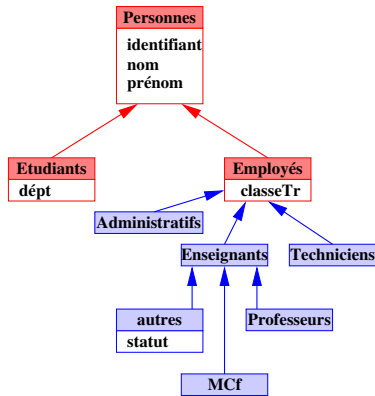 Personnes
identifiant
nom
prénom
Etudiants
dépt
Employés
classeTr
Administratifs
Enseignants
Techniciens
autres
statut
Professeurs
MCf